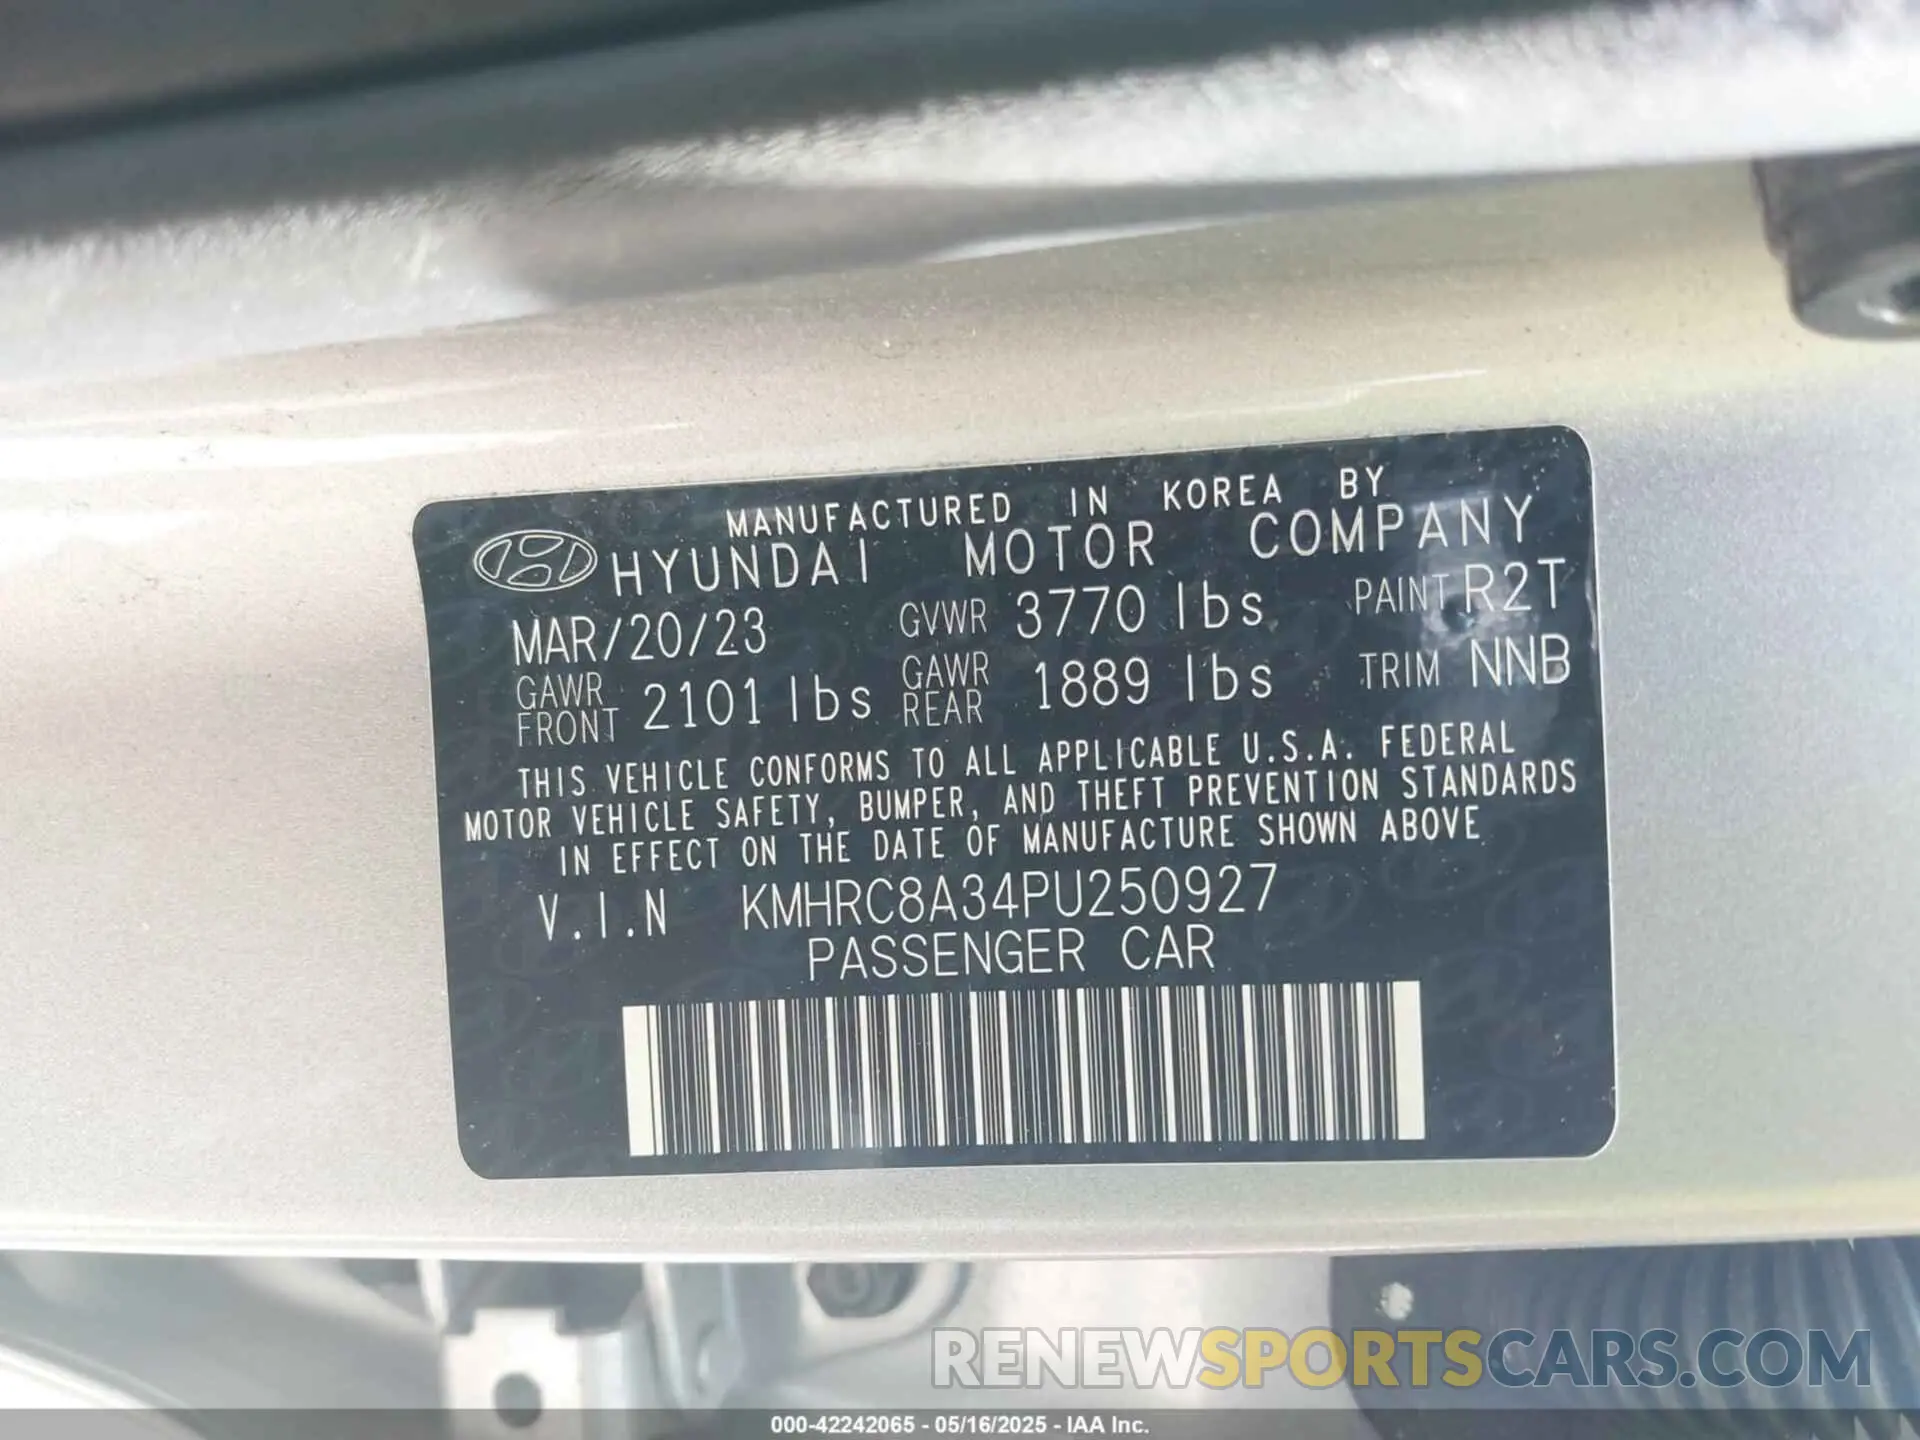 MANUFACTURED IN KOREA BY
HYUNDAI MOTOR COMPANY
MAR/20/23 GVWR 3770 lbs PAINT R2T
GAWR FRONT 2101 lbs GAWR REAR 1889 lbs TRIM NNB
THIS VEHICLE CONFORMS TO ALL APPLICABLE U.S.A. FEDERAL
MOTOR VEHICLE SAFETY, BUMPER, AND THEFT PREVENTION STANDARDS
IN EFFECT ON THE DATE OF MANUFACTURE SHOWN ABOVE
V.I.N KMHRC8A34PU250927
PASSENGER CAR
RENEWSPORTSCARS.COM
000-42242065 - 05/16/2025 - IAA Inc.